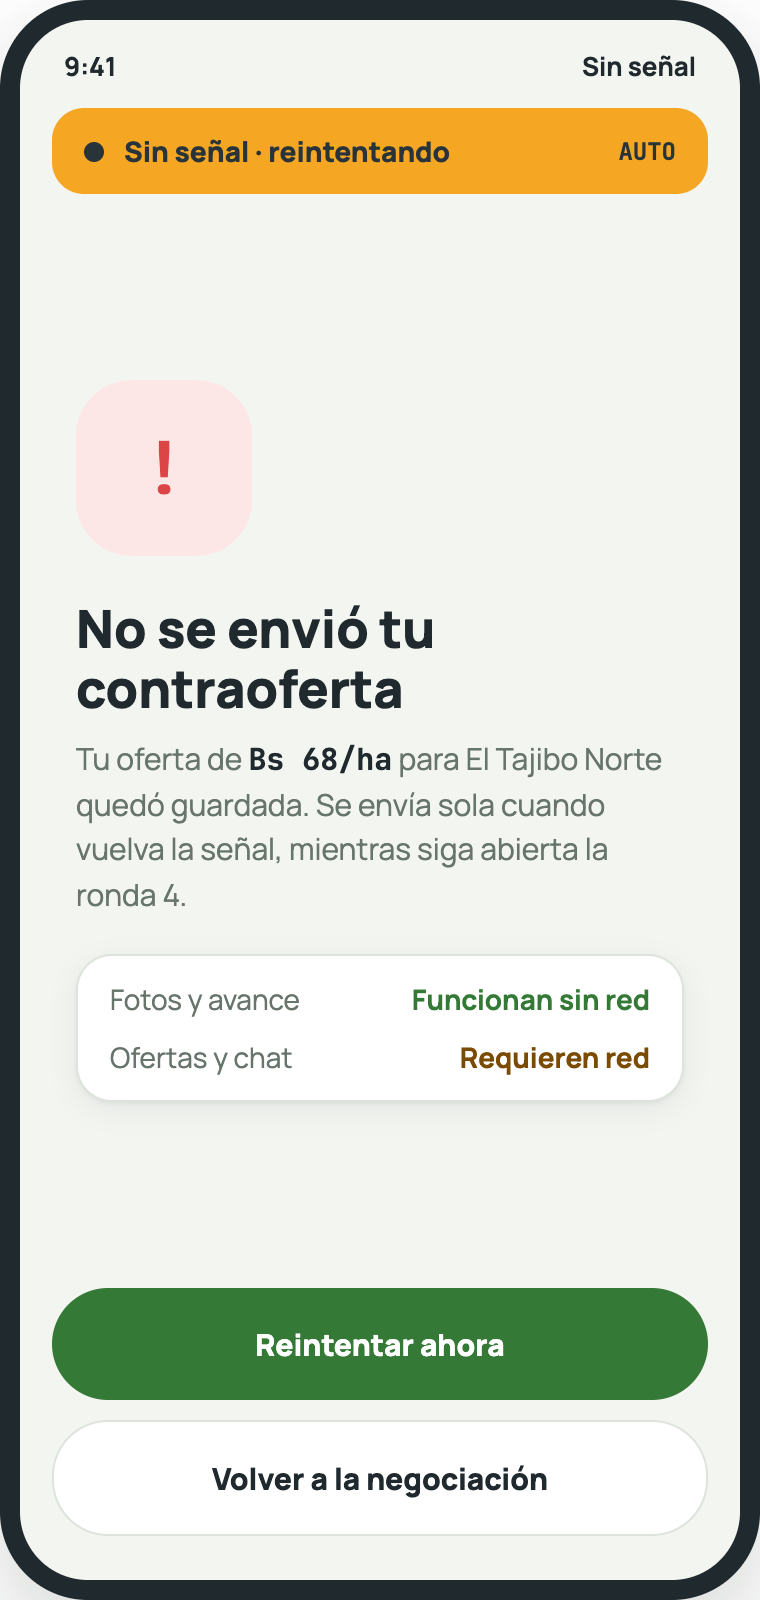 9:41 Sin señal
Sin señal · reintentando AUTO
!
No se envió tu
contraoferta
Tu oferta de Bs 68/ha para El Tajibo Norte
quedó guardada. Se envía sola cuando
vuelva la señal, mientras siga abierta la
ronda 4.
Fotos y avance Funcionan sin red
Ofertas y chat Requieren red
Reintentar ahora
Volver a la negociación